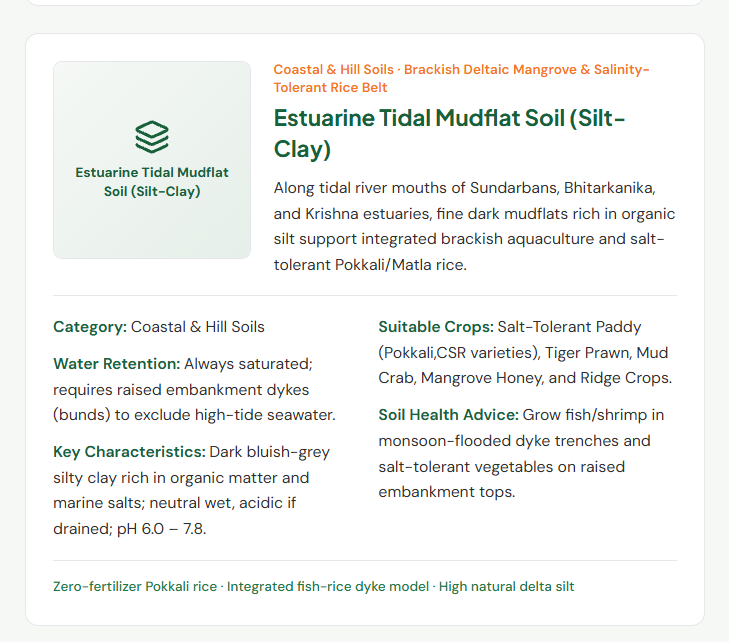 Estuarine Tidal Mudflat
Soil (Silt-Clay)
Coastal & Hill Soils · Brackish Deltaic Mangrove & Salinity-
Tolerant Rice Belt
Estuarine Tidal Mudflat Soil (Silt-
Clay)
Along tidal river mouths of Sundarbans, Bhitarkanika,
and Krishna estuaries, fine dark mudflats rich in organic
silt support integrated brackish aquaculture and salt-
tolerant Pokkali/Matla rice.
Category: Coastal & Hill Soils
Water Retention: Always saturated;
requires raised embankment dykes
(bunds) to exclude high-tide seawater.
Key Characteristics: Dark bluish-grey
silty clay rich in organic matter and
marine salts; neutral wet, acidic if
drained; pH 6.0 – 7.8.
Suitable Crops: Salt-Tolerant Paddy
(Pokkali,CSR varieties), Tiger Prawn, Mud
Crab, Mangrove Honey, and Ridge Crops.
Soil Health Advice: Grow fish/shrimp in
monsoon-flooded dyke trenches and
salt-tolerant vegetables on raised
embankment tops.
Zero-fertilizer Pokkali rice · Integrated fish-rice dyke model · High natural delta silt